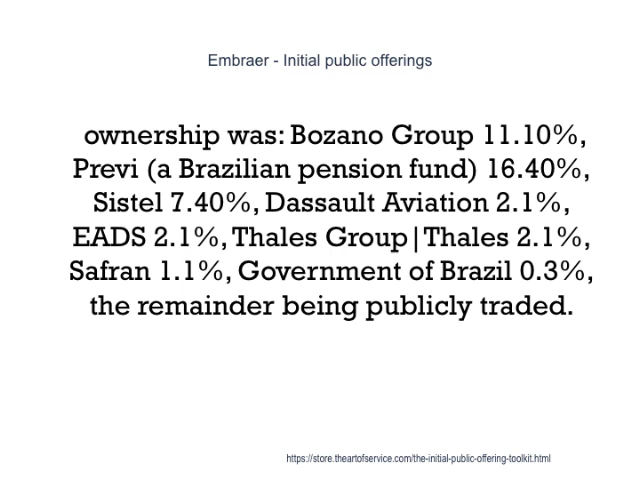 Embraer - Initial public offerings
ownership was: Bozano Group 11.10%,
Previ (a Brazilian pension fund) 16.40%,
Sistel 7.40%, Dassault Aviation 2.1%,
EADS 2.1%, Thales Group|Thales 2.1%,
Safran 1.1%, Government of Brazil 0.3%,
the remainder being publicly traded.
https://store.theartofservice.com/the-initial-public-offering-toolkit.html